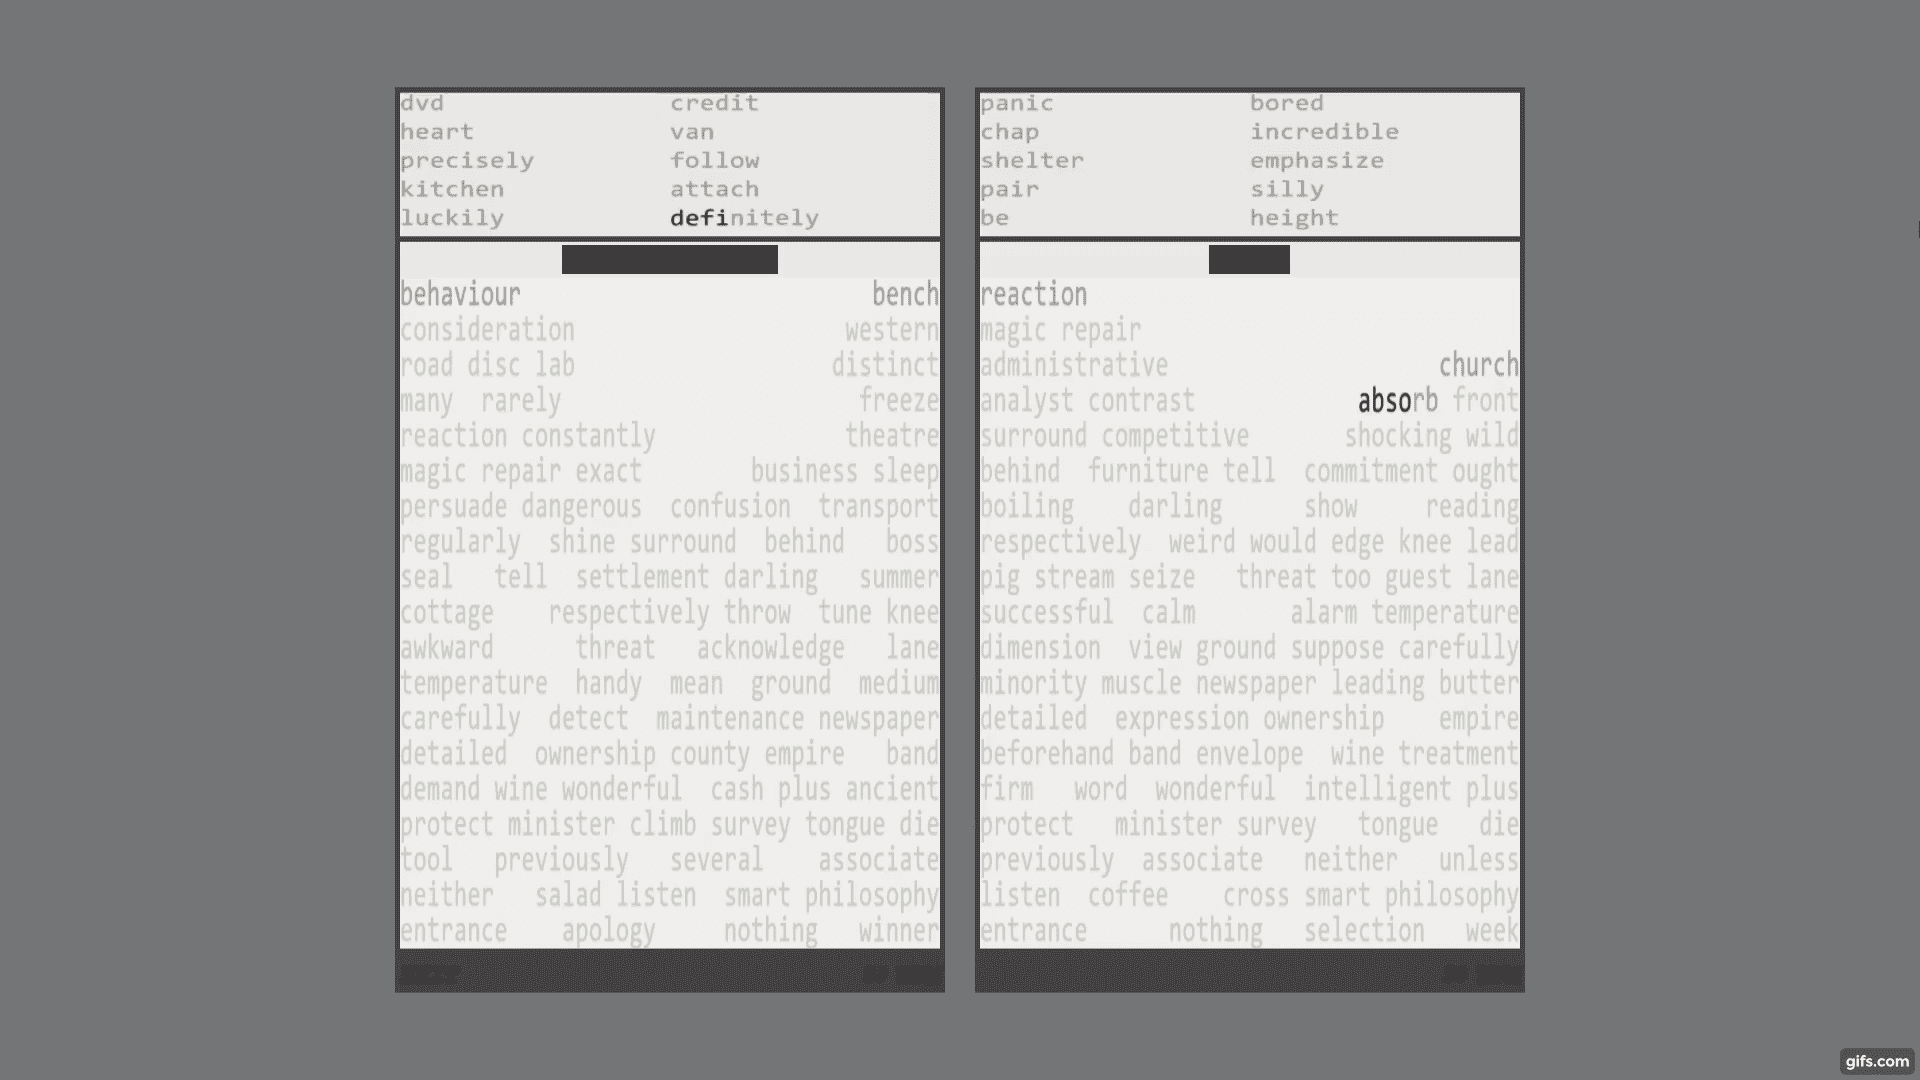 dvd credit
heart van
precisely follow
kitchen attach
luckily definitely
behaviour bench
consideration western
road disc lab distinct
many rarely freeze
reaction constantly theatre
magic repair exact business sleep
persuade dangerous confusion transport
regularly shine surround behind boss
seal tell settlement darling summer
cottage respectively throw tune knee
awkward threat acknowledge lane
temperature handy mean ground medium
carefully detect maintenance newspaper
detailed ownership county empire band
demand wine wonderful cash plus ancient
protect minister climb survey tongue die
tool previously several associate
neither salad listen smart philosophy
entrance apology nothing winner
panic bored
chap incredible
shelter emphasize
pair silly
be height
reaction
magic repair
administrative church
analyst contrast absorb front
surround competitive shocking wild
behind furniture tell commitment ought
boiling darling show reading
respectively weird would edge knee lead
pig stream seize threat too guest lane
successful calm alarm temperature
dimension view ground suppose carefully
minority muscle newspaper leading butter
detailed expression ownership empire
beforehand band envelope wine treatment
firm word wonderful intelligent plus
protect minister survey tongue die
previously associate neither unless
listen coffee cross smart philosophy
entrance nothing selection week
gifs.com